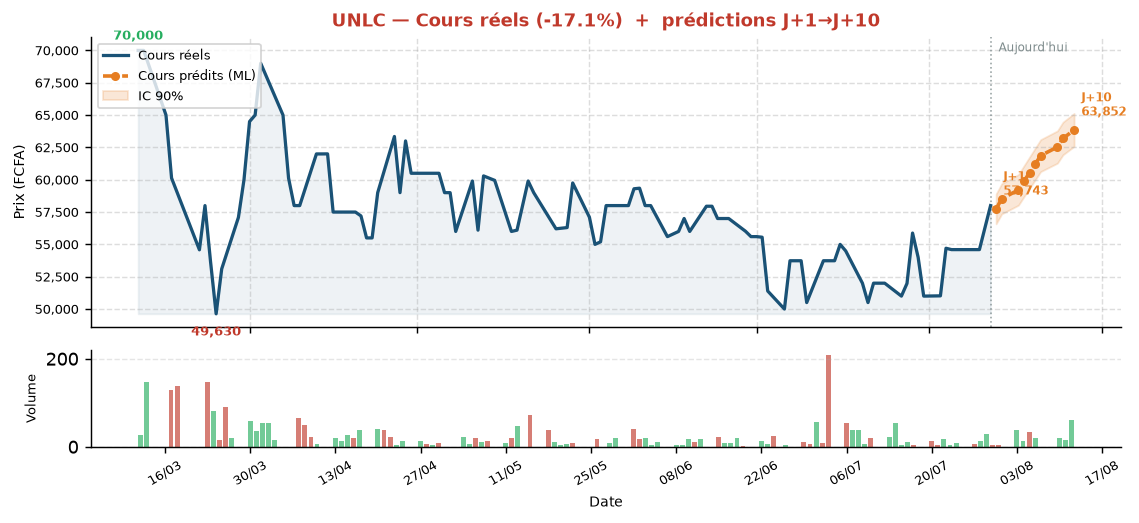 UNLC — Cours réels (-17.1%)  +  prédictions J+1→J+10
70,000
Aujourd'hui
Cours réels
Cours prédits (ML)
IC 90%
70,000
67,500
65,000
62,500
60,000
57,500
55,000
52,500
50,000
Prix (FCFA)
J+10
63,852
J+1
57,743
49,630
200
0
Volume
16/03
30/03
13/04
27/04
11/05
25/05
08/06
22/06
06/07
20/07
03/08
17/08
Date